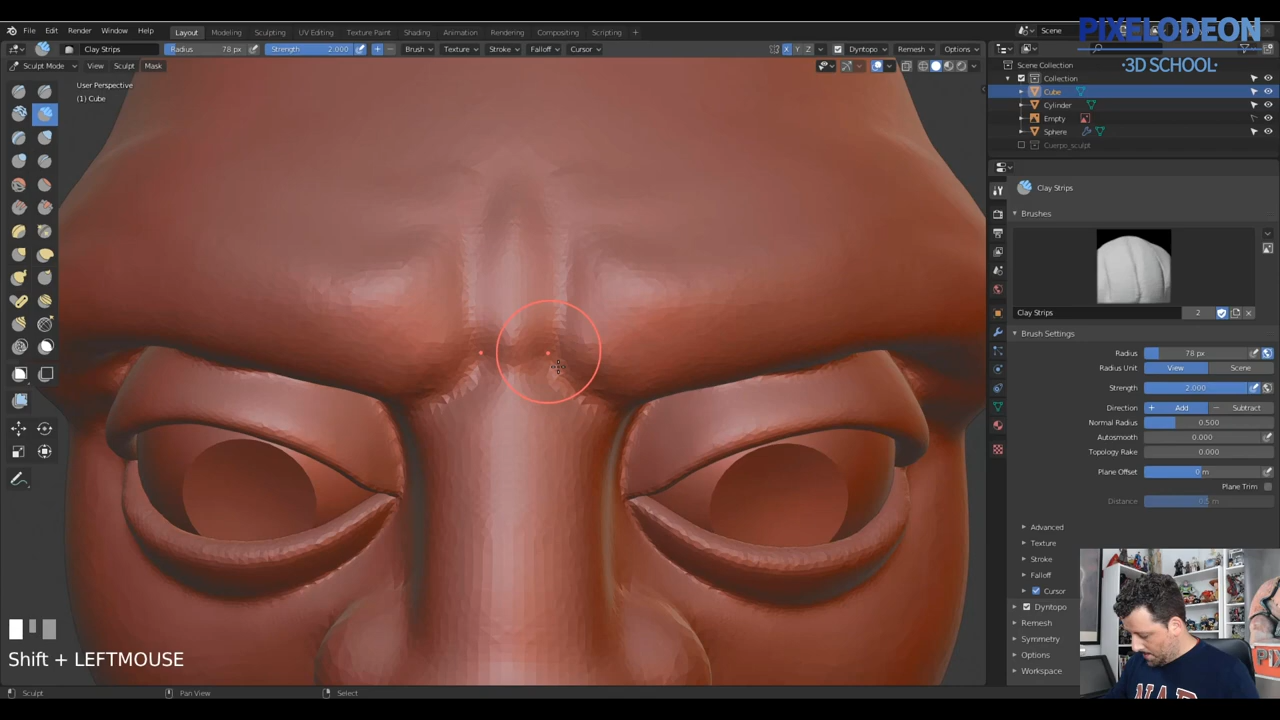 File Edit Render Window Help Layout Modeling Sculpting UV Editing Texture Paint Shading Animation Rendering Compositing Scripting + Scene
PIXELODEON
·3D SCHOOL·
Clay Strips Radius 78 px Strength 2.000 + − Brush Texture Stroke Falloff Cursor X Y Z Dyntopo Remesh Options
Sculpt Mode View Sculpt Mask
Scene Collection
Collection
Cube
Cylinder
Empty
Sphere
Cuerpo_sculpt
User Perspective
(1) Cube
Clay Strips
Brushes
Clay Strips 2
Brush Settings
Radius 78 px
Radius Unit View Scene
Strength 2.000
Direction + Add − Subtract
Normal Radius 0.500
Autosmooth 0.000
Topology Rake 0.000
Plane Offset 0 m
Plane Trim
Distance 0.5 m
Advanced
Texture
Stroke
Falloff
Cursor
Dyntopo
Remesh
Symmetry
Options
Workspace
Shift + LEFTMOUSE
Sculpt Pan View Select